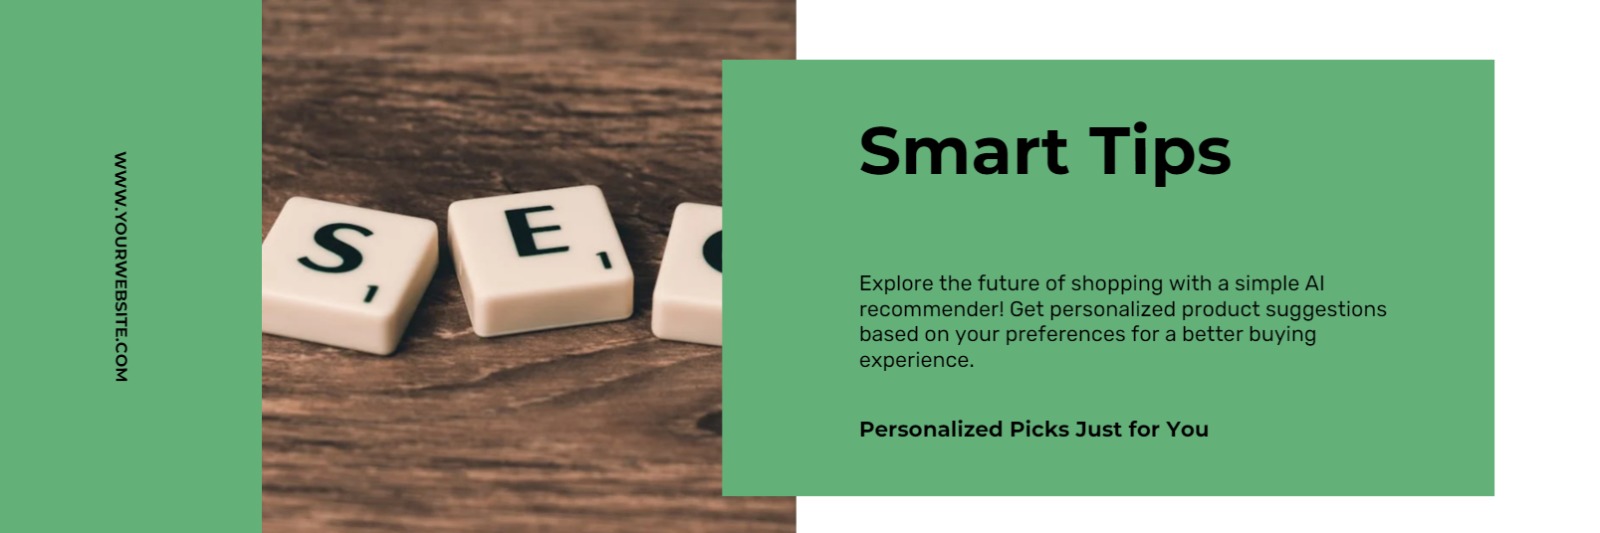 WWW.YOURWEBSITE.COM
S 1
E 1
Smart Tips
Explore the future of shopping with a simple AI
recommender! Get personalized product suggestions
based on your preferences for a better buying
experience.
Personalized Picks Just for You